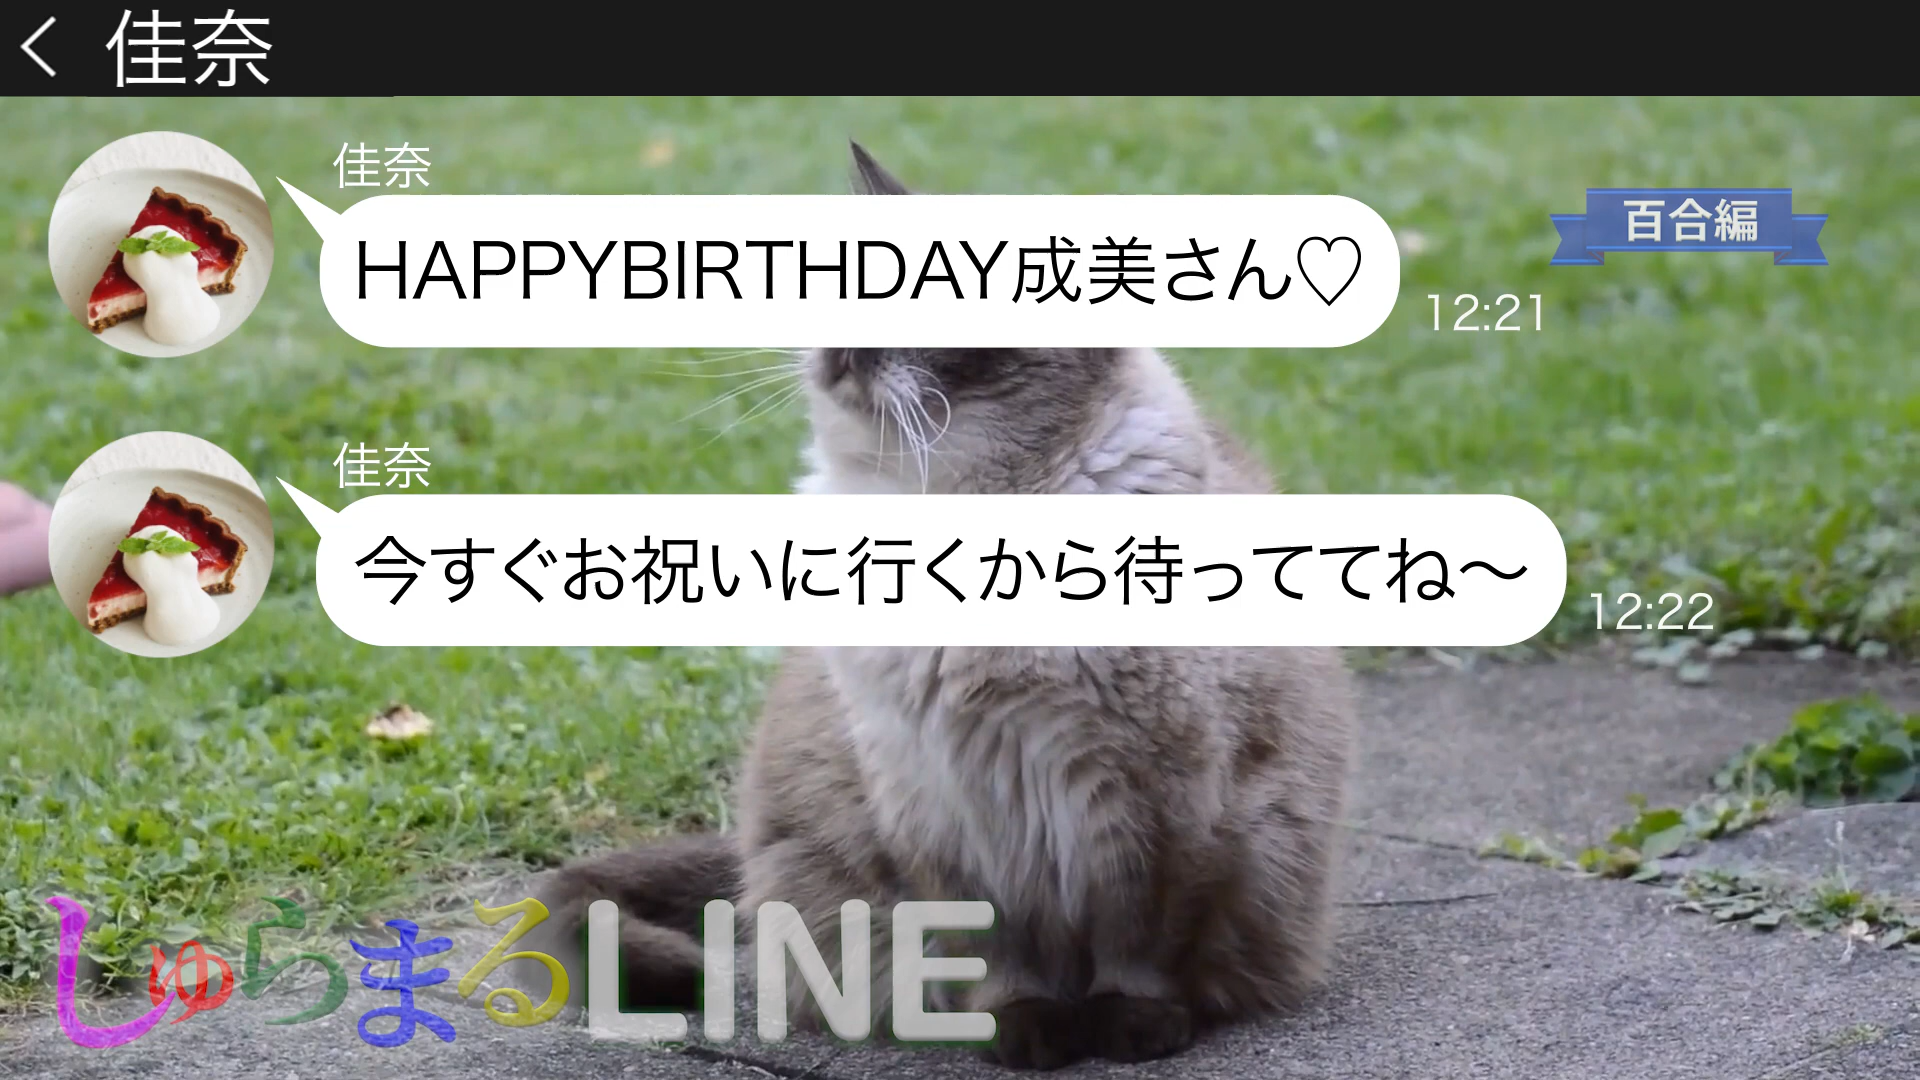 佳奈
佳奈
HAPPYBIRTHDAY成美さん♡
12:21
百合編
佳奈
今すぐお祝いに行くから待っててね〜
12:22
しゅらまるLINE